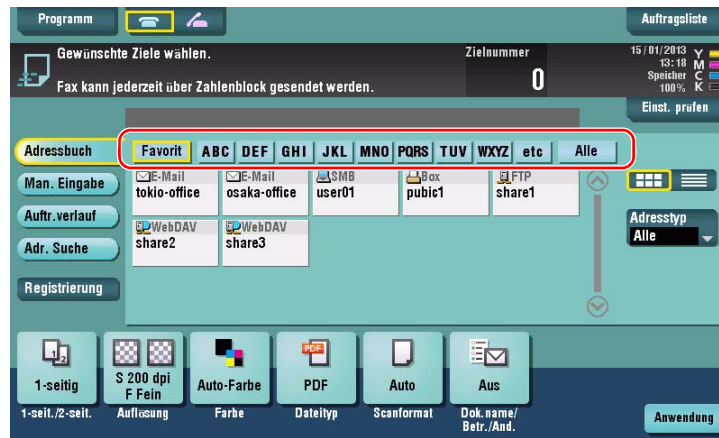 Programm
Auftragsliste
Gewünschte Ziele wählen.
Zielnummer
15/01/2013
13:18
Speicher
100%
Y
M
C
K
Fax kann jederzeit über Zahlenblock gesendet werden.
0
Einst. prüfen
Adressbuch
Favorit ABC DEF GHI JKL MNO PQRS TUV WXYZ etc Alle
Man. Eingabe
E-Mail
tokio-office
E-Mail
osaka-office
SMB
user01
Box
pubic1
FTP
share1
Auftr.verlauf
WebDAV
share2
WebDAV
share3
Adresstyp
Alle
Adr. Suche
Registrierung
1-seitig
S 200 dpi
F Fein
Auto-Farbe
PDF
PDF
Auto
Aus
1-seit./2-seit.
Auflösung
Farbe
Dateityp
Scanformat
Dok.name/
Betr./And.
Anwendung